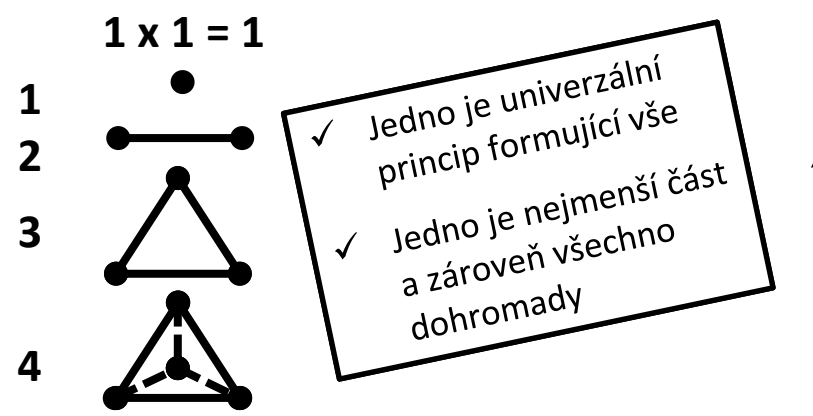 1 x 1 = 1
1
2
3
4
✓ Jedno je univerzální
princip formující vše
✓ Jedno je nejmenší část
a zároveň všechno
dohromady